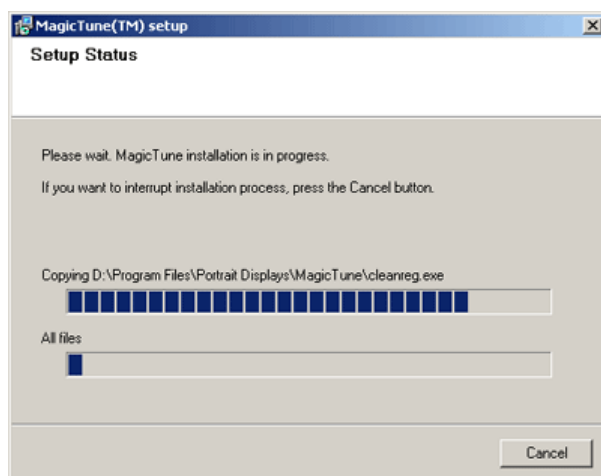 MagicTune(TM) setup
Setup Status
Please wait. MagicTune installation is in progress.
If you want to interrupt installation process, press the Cancel button.
Copying D:\Program Files\Portrait Displays\MagicTune\cleanreg.exe
All files
Cancel